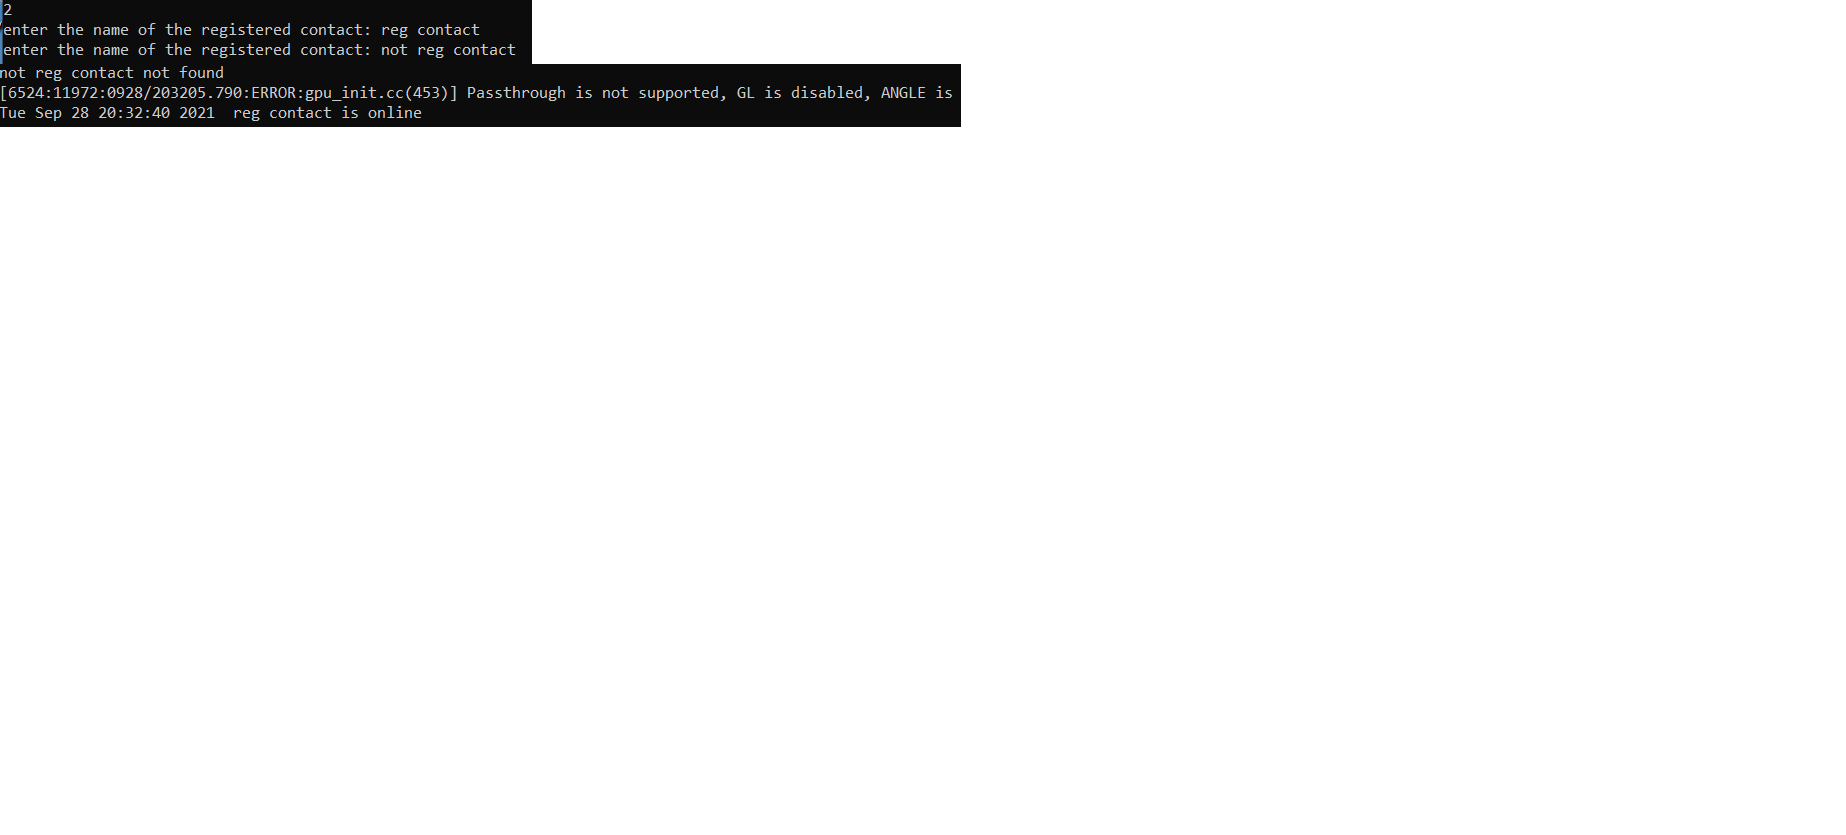 2
enter the name of the registered contact: reg contact
enter the name of the registered contact: not reg contact
not reg contact not found
[6524:11972:0928/203205.790:ERROR:gpu_init.cc(453)] Passthrough is not supported, GL is disabled, ANGLE is
Tue Sep 28 20:32:40 2021  reg contact is online